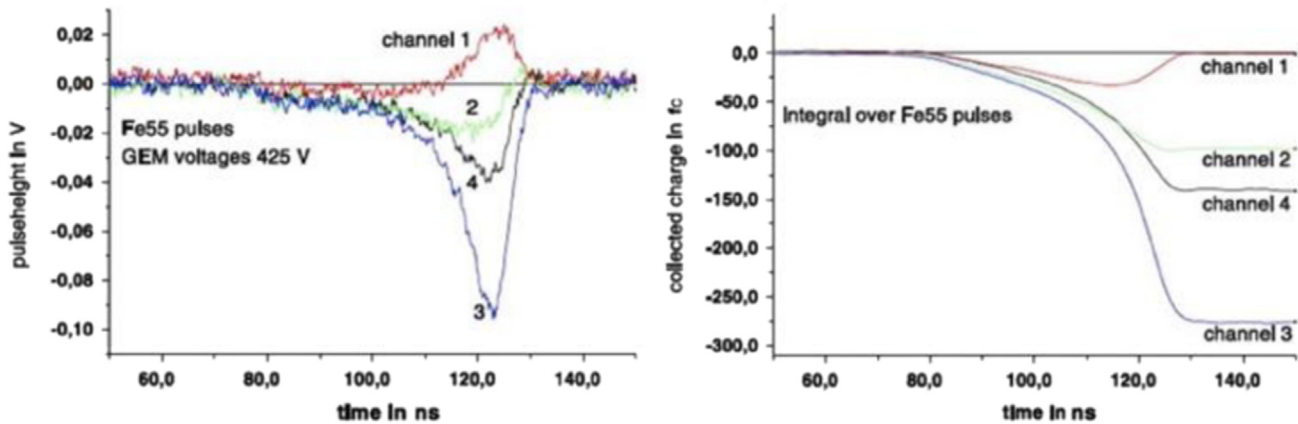 0,02
0,00
-0,02
-0,04
-0,06
-0,08
-0,10
pulseheight in V
channel 1
2
4
3
Fe55 pulses
GEM voltages 425 V
60,0 80,0 100,0 120,0 140,0
time in ns
0,0
-50,0
-100,0
-150,0
-200,0
-250,0
-300,0
collected charge in fc
Integral over Fe55 pulses
channel 1
channel 2
channel 4
channel 3
60,0 80,0 100,0 120,0 140,0
time in ns